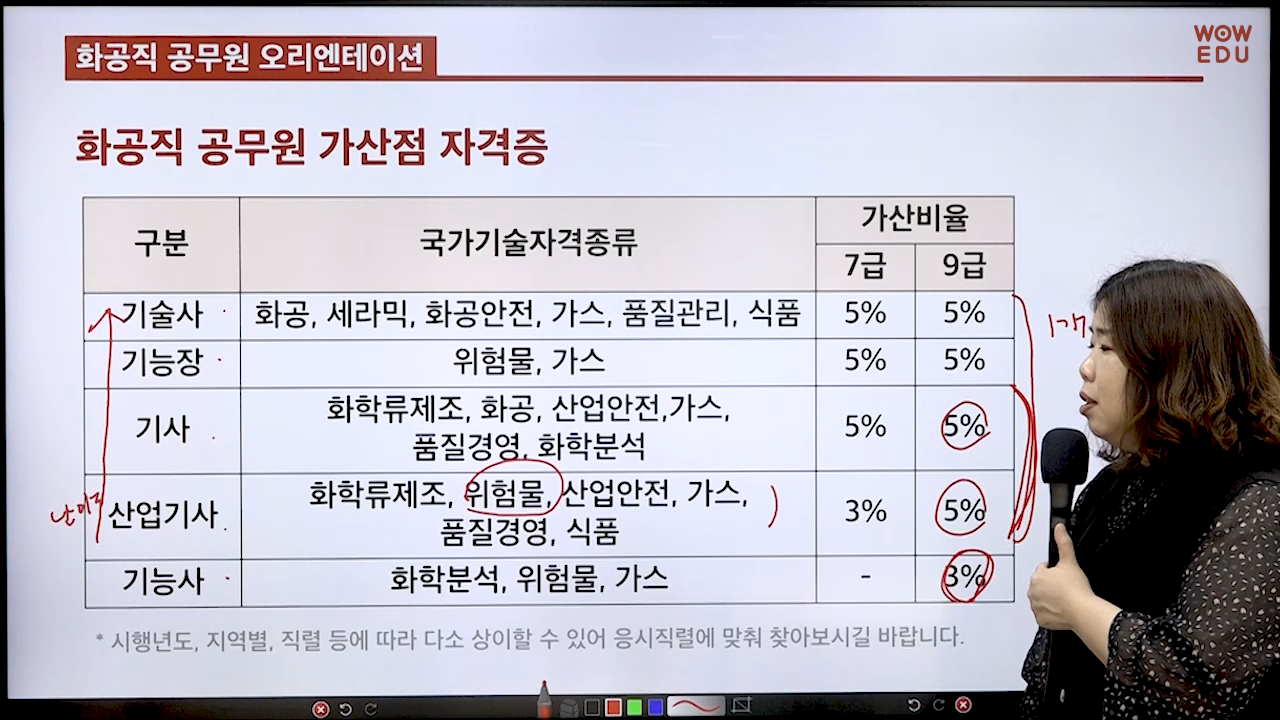 화공직 공무원 오리엔테이션
WOW
EDU
화공직 공무원 가산점 자격증
구분 국가기술자격종류 가산비율
7급 9급
기술사 화공, 세라믹, 화공안전, 가스, 품질관리, 식품 5% 5%
기능장 위험물, 가스 5% 5%
기사 화학류제조, 화공, 산업안전,가스,
품질경영, 화학분석 5% 5%
산업기사 화학류제조, 위험물, 산업안전, 가스,
품질경영, 식품 3% 5%
기능사 화학분석, 위험물, 가스 - 3%
* 시행년도, 지역별, 직렬 등에 따라 다소 상이할 수 있어 응시직렬에 맞춰 찾아보시길 바랍니다.
1개